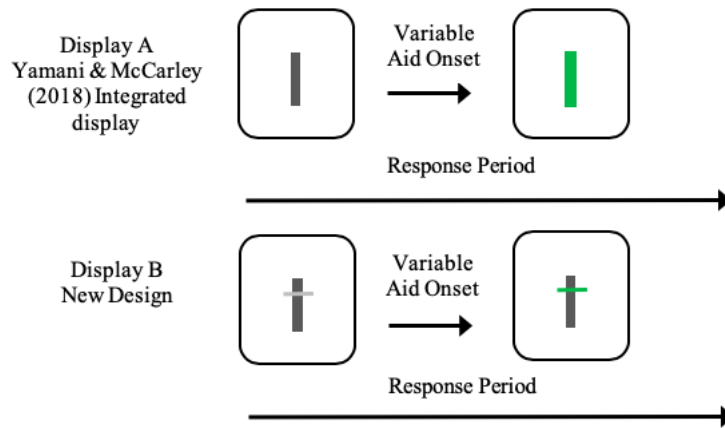 Display A
Yamani & McCarley
(2018) Integrated
display
Variable
Aid Onset
Response Period
Display B
New Design
Variable
Aid Onset
Response Period